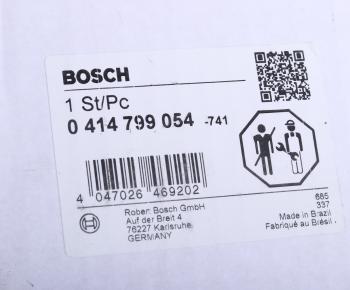 BOSCH
1 St/Pc
0 414 799 054 -741
4 047026 469202
Robert Bosch GmbH
Auf der Breit 4
76227 Karlsruhe
GERMANY
685
337
Made in Brazil
Fabriqué au Brésil